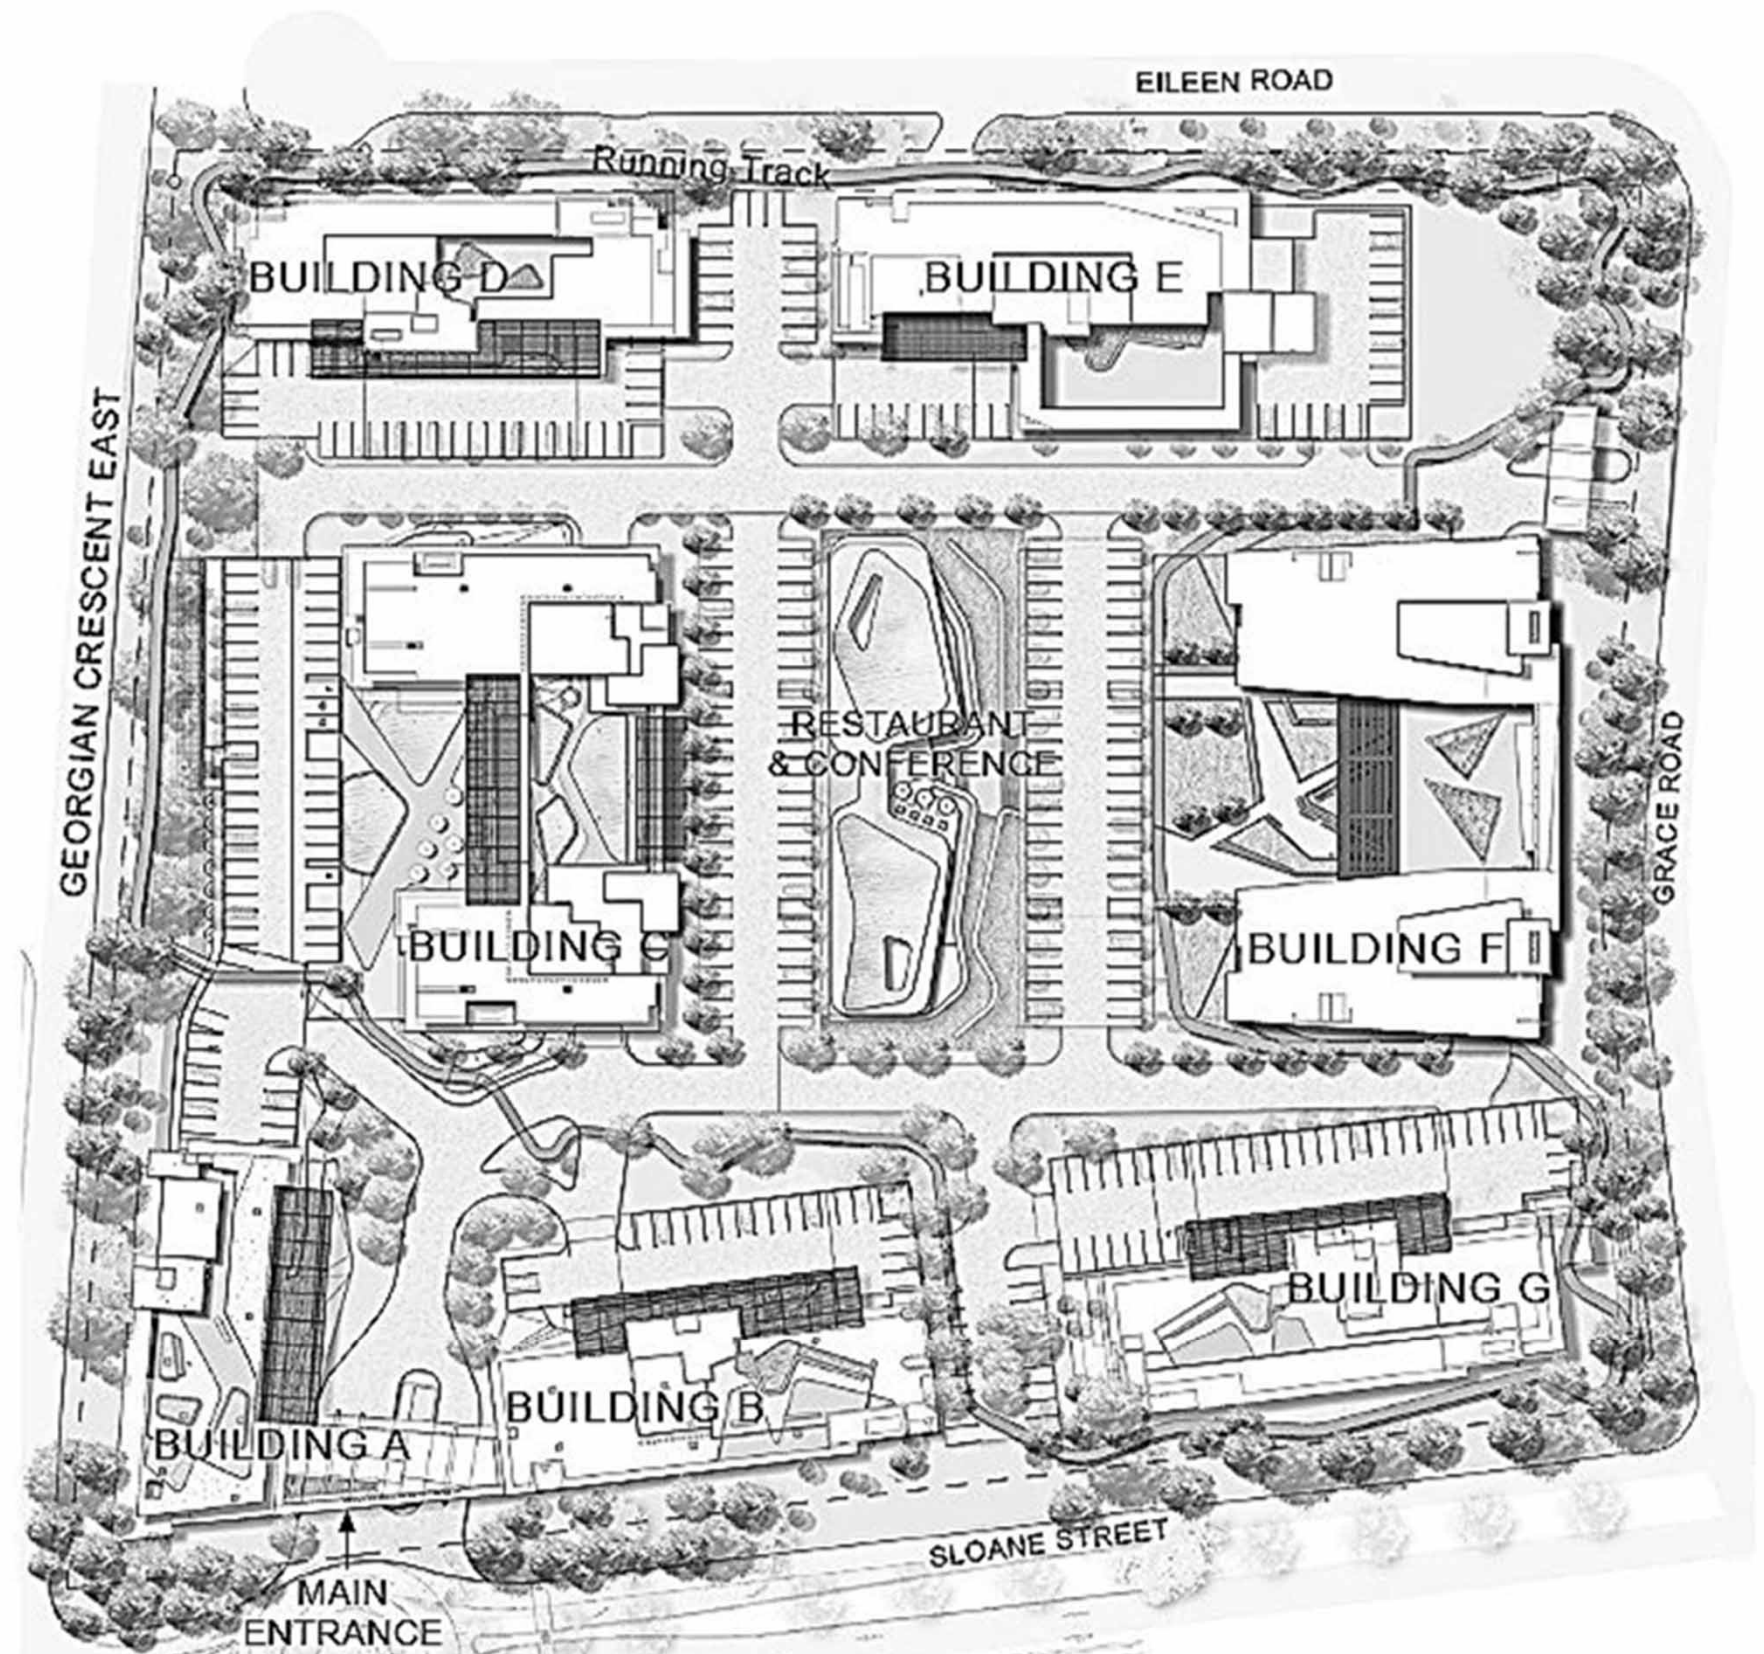 EILEEN ROAD
Running Track
BUILDING D
BUILDING E
GEORGIAN CRESCENT EAST
RESTAURANT
& CONFERENCE
GRACE ROAD
BUILDING C
BUILDING F
BUILDING G
BUILDING B
BUILDING A
SLOANE STREET
MAIN
ENTRANCE